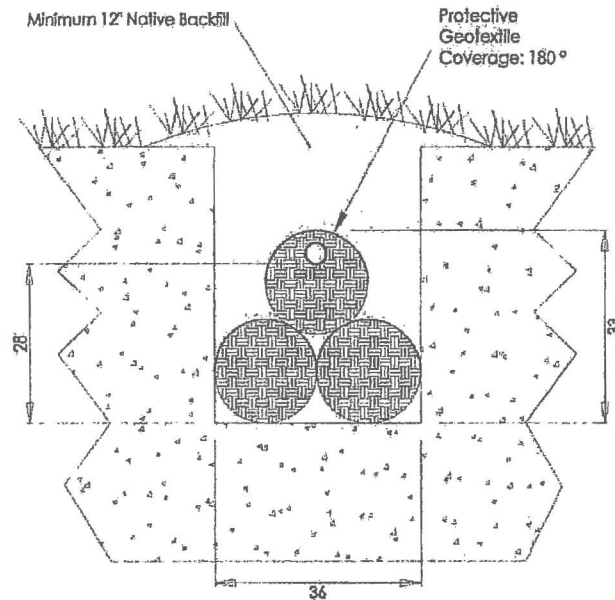 Minimum 12" Native Backfill
Protective
Geotextile
Coverage: 180°
28
33
36